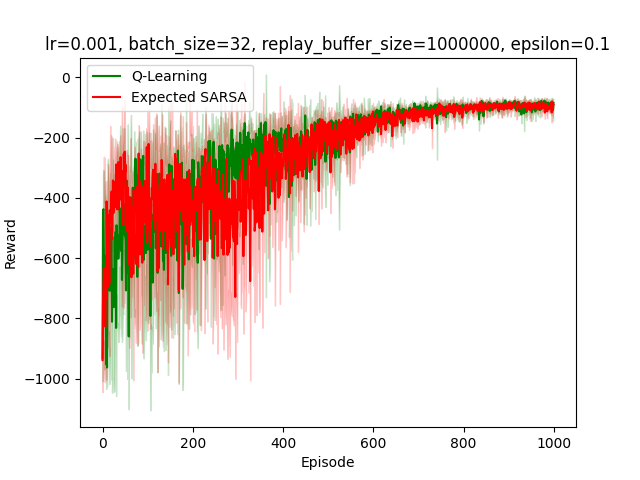 lr=0.001, batch_size=32, replay_buffer_size=1000000, epsilon=0.1
Q-Learning
Expected SARSA
0
−200
−400
−600
−800
−1000
Reward
0 200 400 600 800 1000
Episode